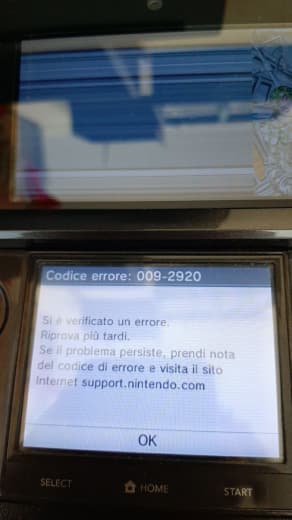 Codice errore: 009-2920
Si è verificato un errore.
Riprova più tardi.
Se il problema persiste, prendi nota
del codice di errore e visita il sito
Internet support.nintendo.com
OK
SELECT
HOME
START